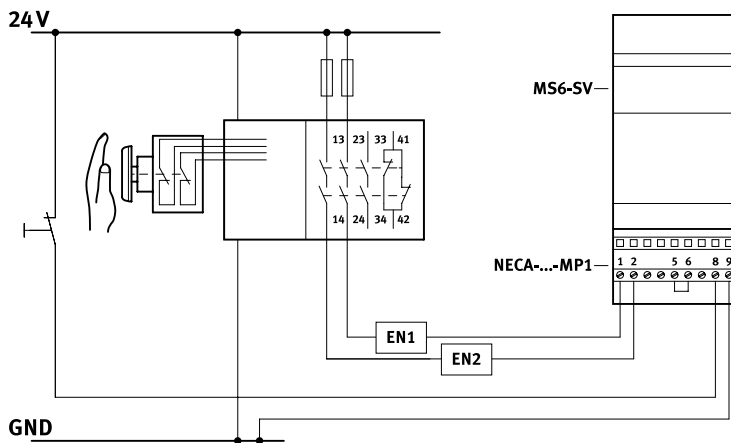 24 V
MS6-SV
13 23 33 41
14 24 34 42
NECA-...-MP1
1 2 5 6 8 9
EN1
EN2
GND